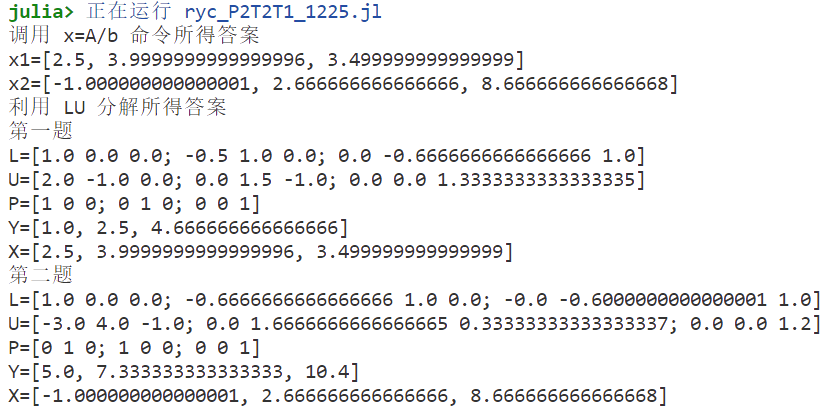 julia> 正在运行 ryc_P2T2T1_1225.jl
调用 x=A/b 命令所得答案
x1=[2.5, 3.9999999999999996, 3.499999999999999]
x2=[-1.000000000000001, 2.666666666666666, 8.666666666666668]
利用 LU 分解所得答案
第一题
L=[1.0 0.0 0.0; -0.5 1.0 0.0; 0.0 -0.6666666666666666 1.0]
U=[2.0 -1.0 0.0; 0.0 1.5 -1.0; 0.0 0.0 1.3333333333333335]
P=[1 0 0; 0 1 0; 0 0 1]
Y=[1.0, 2.5, 4.666666666666666]
X=[2.5, 3.9999999999999996, 3.499999999999999]
第二题
L=[1.0 0.0 0.0; -0.6666666666666666 1.0 0.0; -0.0 -0.6000000000000001 1.0]
U=[-3.0 4.0 -1.0; 0.0 1.6666666666666665 0.33333333333333337; 0.0 0.0 1.2]
P=[0 1 0; 1 0 0; 0 0 1]
Y=[5.0, 7.333333333333333, 10.4]
X=[-1.000000000000001, 2.666666666666666, 8.666666666666668]